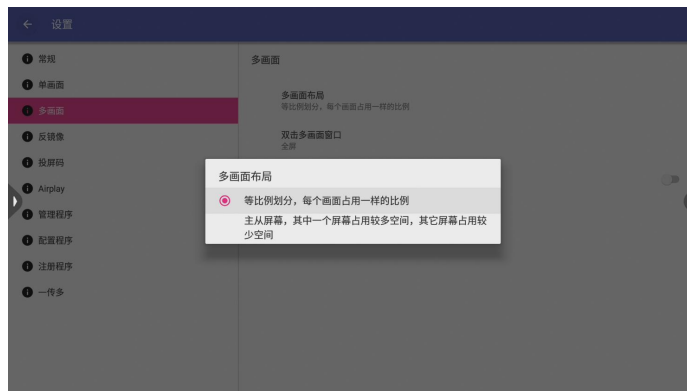 设置
常规
单画面
多画面
反镜像
投屏码
Airplay
管理程序
配置程序
注册程序
一传多
多画面
多画面布局
等比例划分，每个画面占用一样的比例
双击多画面窗口
全屏
多画面布局
等比例划分，每个画面占用一样的比例
主从屏幕，其中一个屏幕占用较多空间，其它屏幕占用较
少空间